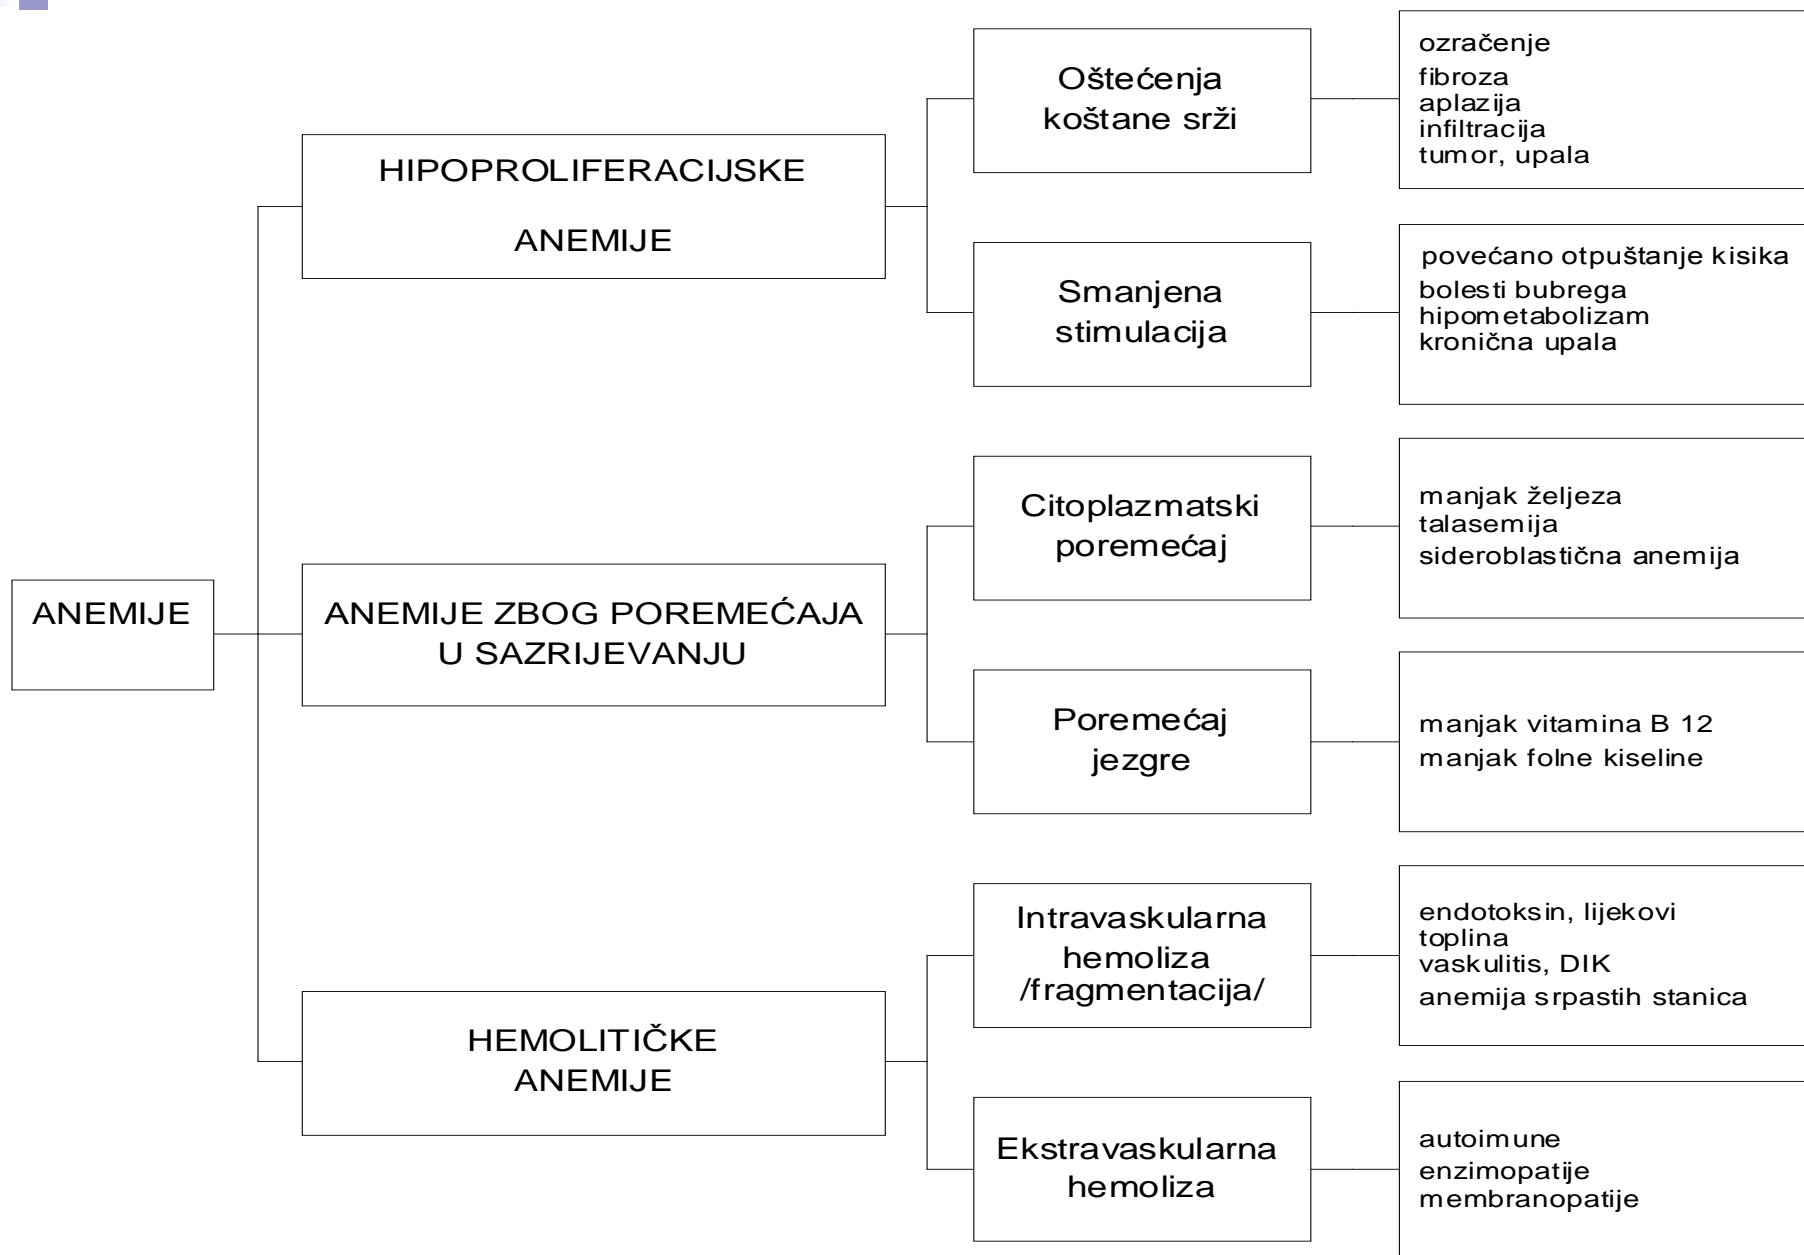 ANEMIJE
HIPOPROLIFERACIJSKE
ANEMIJE
Oštećenja
koštane srži
ozračenje
fibroza
aplazija
infiltracija
tumor, upala
Smanjena
stimulacija
povećano otpuštanje kisika
bolesti bubrega
hipometabolizam
kronična upala
ANEMIJE ZBOG POREMEĆAJA
U SAZRIJEVANJU
Citoplazmatski
poremećaj
manjak željeza
talasemija
sideroblastična anemija
Poremećaj
jezgre
manjak vitamina B 12
manjak folne kiseline
HEMOLITIČKE
ANEMIJE
Intravaskularna
hemoliza
/fragmentacija/
endotoksin, lijekovi
toplina
vaskulitis, DIK
anemija srpastih stanica
Ekstravaskularna
hemoliza
autoimune
enzimopatije
membranopatije